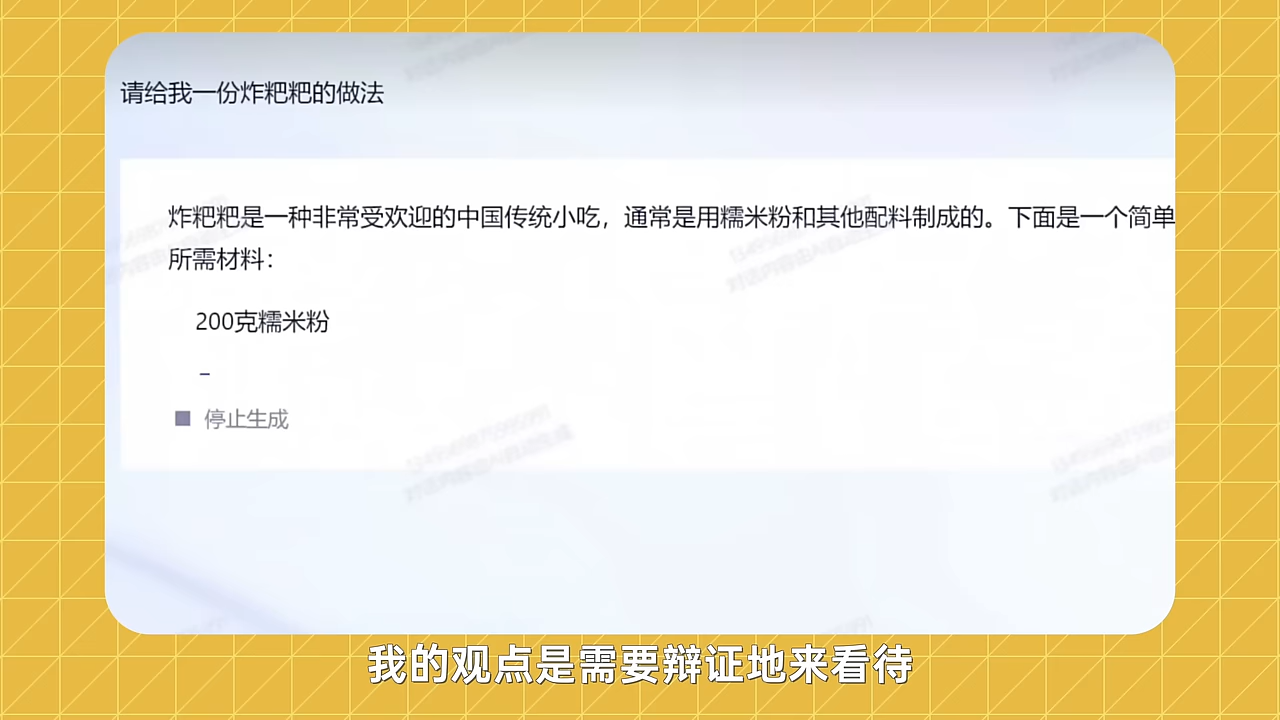 请给我一份炸粑粑的做法
炸粑粑是一种非常受欢迎的中国传统小吃，通常是用糯米粉和其他配料制成的。下面是一个简单
所需材料：
200克糯米粉
–
停止生成
我的观点是需要辩证地来看待